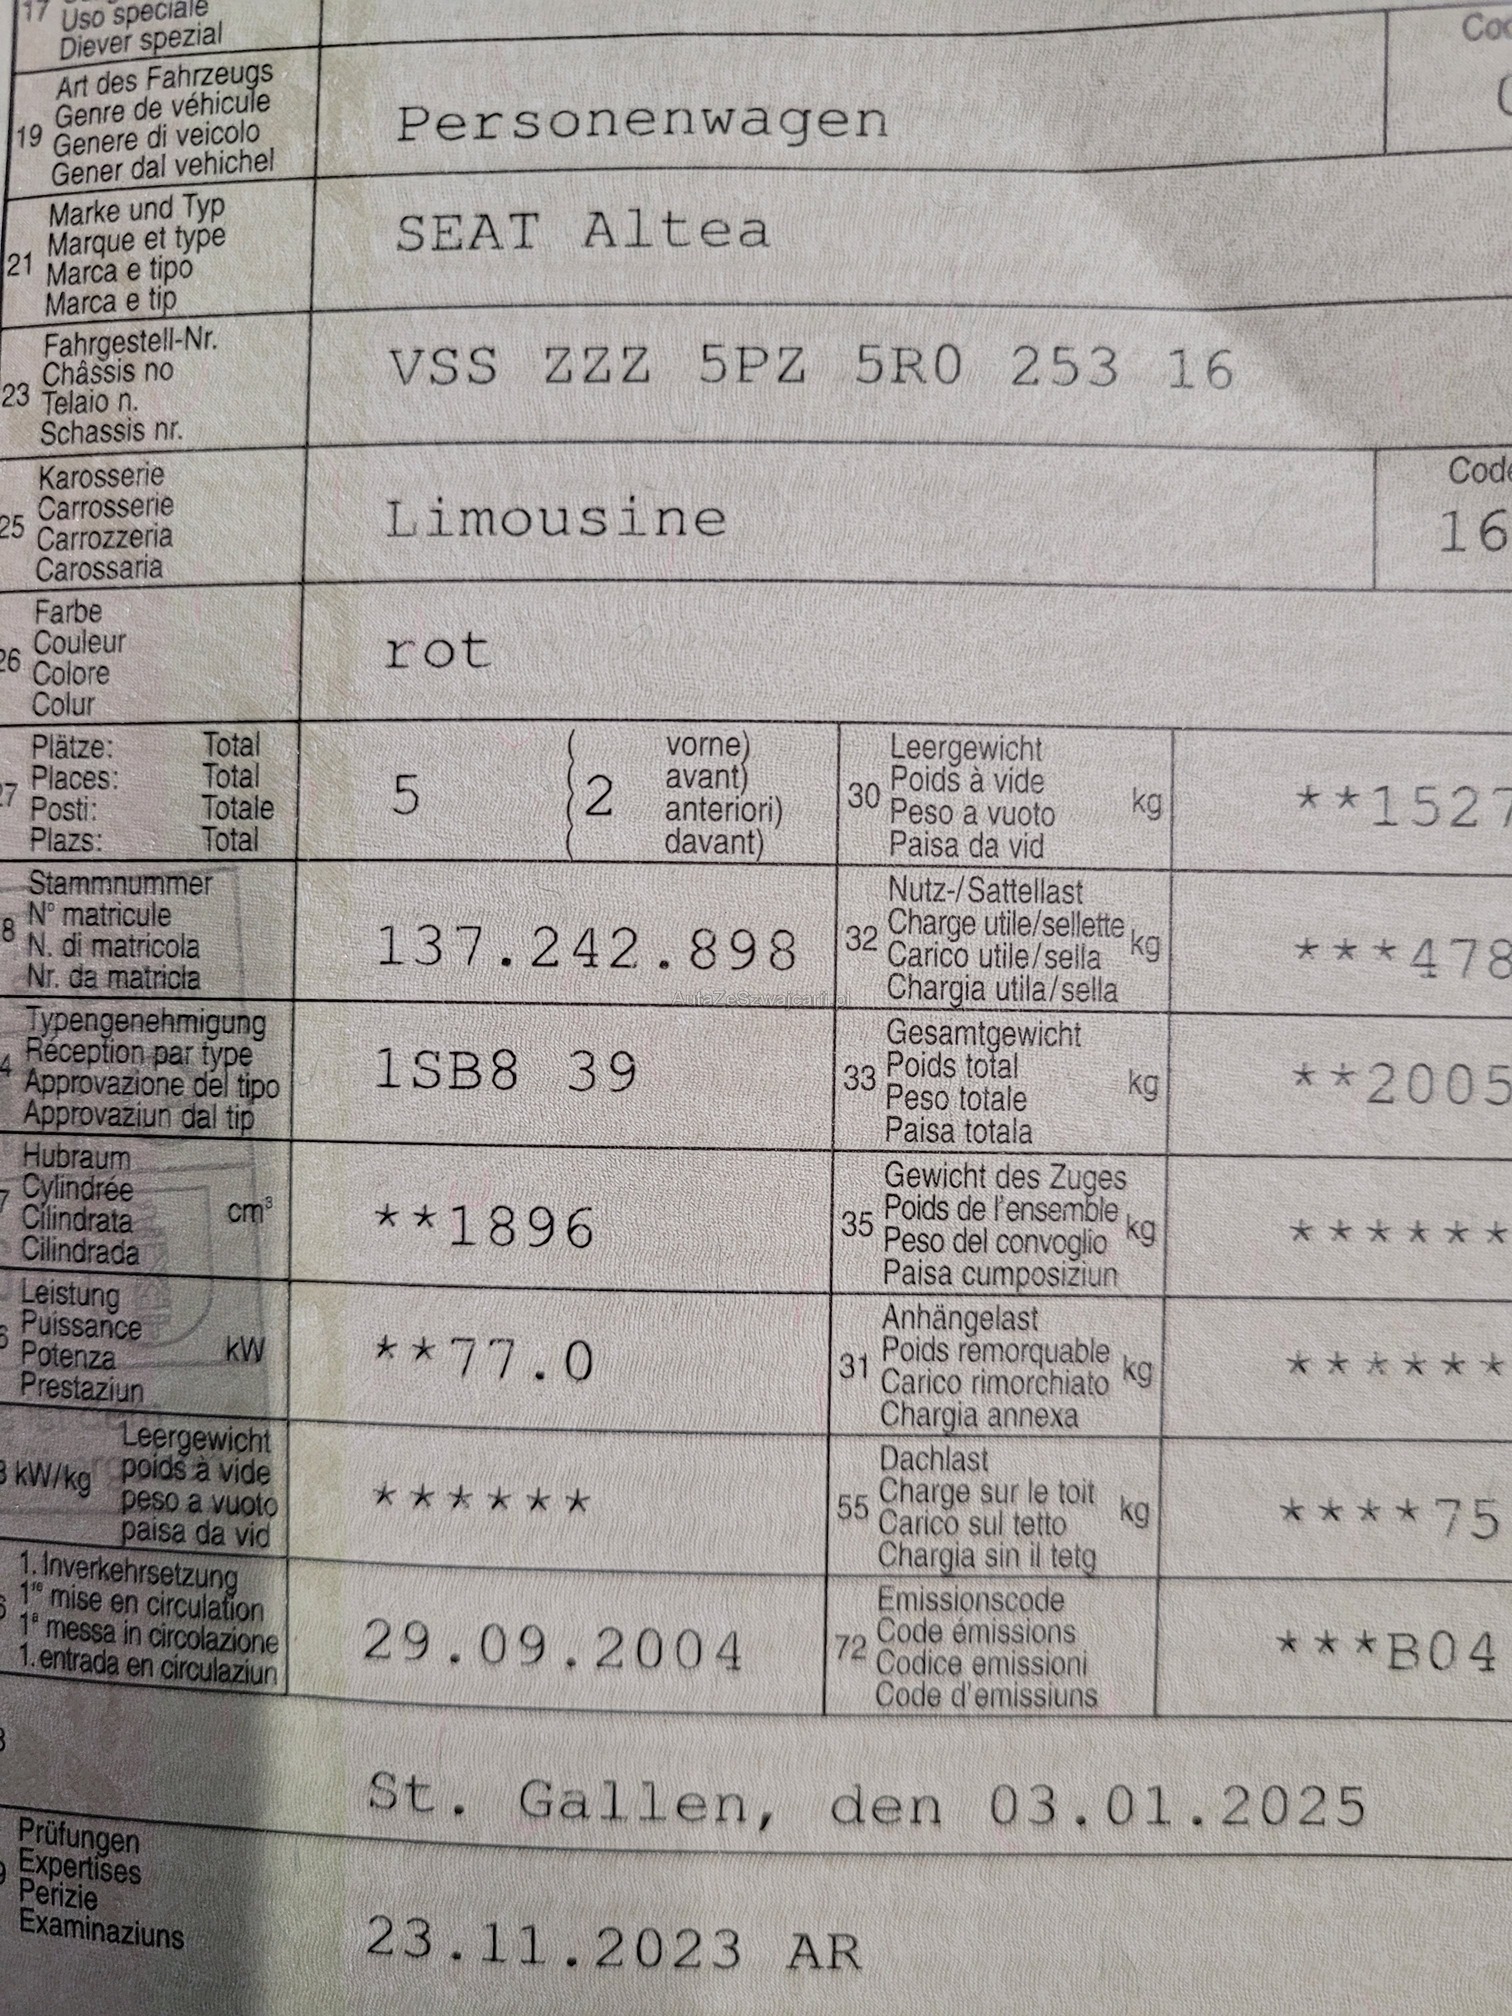 17 Uso speciale
Diever spezial
Art des Fahrzeugs
Genre de véhicule
19 Genere di veicolo
Gener dal vehichel
Personenwagen
Marke und Typ
Marque et type
21 Marca e tipo
Marca e tip
SEAT Altea
Fahrgestell-Nr.
Châssis no
23 Telaio n.
Schassis nr.
VSS ZZZ 5PZ 5R0 253 16
Karosserie
25 Carrosserie
Carrozzeria
Carossaria
Limousine
Code
16
Farbe
Couleur
26 Colore
Colur
rot
Plätze: Total
Places: Total
Posti: Totale
Plazs: Total
5 (2 vorne)
avant)
anteriori)
davant)
Leergewicht
30 Poids à vide
Peso a vuoto kg
Paisa da vid
**1527
Stammnummer
N° matricule
N. di matricola
Nr. da matricla
137.242.898
Nutz-/Sattellast
32 Charge utile/sellette kg
Carico utile/sella
Chargia utila/sella
***478
AutaZeSzwajcarii.pl
Typengenehmigung
Réception par type
Approvazione del tipo
Approvaziun dal tip
1SB8 39
Gesamtgewicht
33 Poids total kg
Peso totale
Paisa totala
**2005
Hubraum
Cylindrée
Cilindrata cm³
Cilindrada
**1896
Gewicht des Zuges
35 Poids de l'ensemble kg
Peso del convoglio
Paisa cumposiziun
******
Leistung
Puissance
Potenza kW
Prestaziun
**77.0
Anhängelast
31 Poids remorquable kg
Carico rimorchiato
Chargia annexa
******
Leergewicht
kW/kg poids à vide
peso a vuoto
paisa da vid
******
Dachlast
55 Charge sur le toit kg
Carico sul tetto
Chargia sin il tetg
****75
1. Inverkehrsetzung
1re mise en circulation
1a messa in circolazione
1. entrada en circulaziun
29.09.2004
Emissionscode
72 Code émissions
Codice emissioni
Code d'emissiuns
***B04
St. Gallen, den 03.01.2025
Prüfungen
Expertises
Perizie
Examinaziuns
23.11.2023 AR